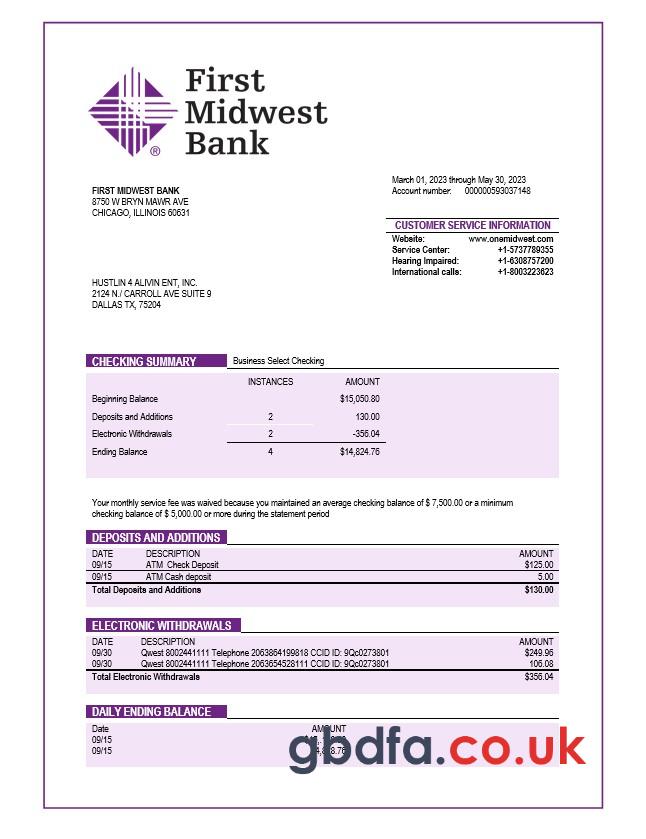 First
Midwest
Bank
®
March 01, 2023 through May 30, 2023
Account number: 000000593037148
FIRST MIDWEST BANK
8750 W BRYN MAWR AVE
CHICAGO, ILLINOIS 60631
CUSTOMER SERVICE INFORMATION
Website: www.onemidwest.com
Service Center: +1-5737789355
Hearing Impaired: +1-6308757200
International calls: +1-8003223623
HUSTLIN 4 ALIVIN ENT, INC.
2124 N./ CARROLL AVE SUITE 9
DALLAS TX, 75204
CHECKING SUMMARY Business Select Checking
INSTANCES AMOUNT
Beginning Balance $15,050.80
Deposits and Additions 2 130.00
Electronic Withdrawals 2 -356.04
Ending Balance 4 $14,824.76
Your monthly service fee was waived because you maintained an average checking balance of $ 7,500.00 or a minimum
checking balance of $ 5,000.00 or more during the statement period
DEPOSITS AND ADDITIONS
DATE DESCRIPTION AMOUNT
09/15 ATM Check Deposit $125.00
09/15 ATM Cash deposit 5.00
Total Deposits and Additions $130.00
ELECTRONIC WITHDRAWALS
DATE DESCRIPTION AMOUNT
09/30 Qwest 8002441111 Telephone 2063864199818 CCID ID: 9Qc0273801 $249.96
09/30 Qwest 8002441111 Telephone 2063654528111 CCID ID: 9Qc0273801 106.08
Total Electronic Withdrawals $356.04
DAILY ENDING BALANCE
Date AMOUNT
09/15
09/15
gbdfa.co.uk